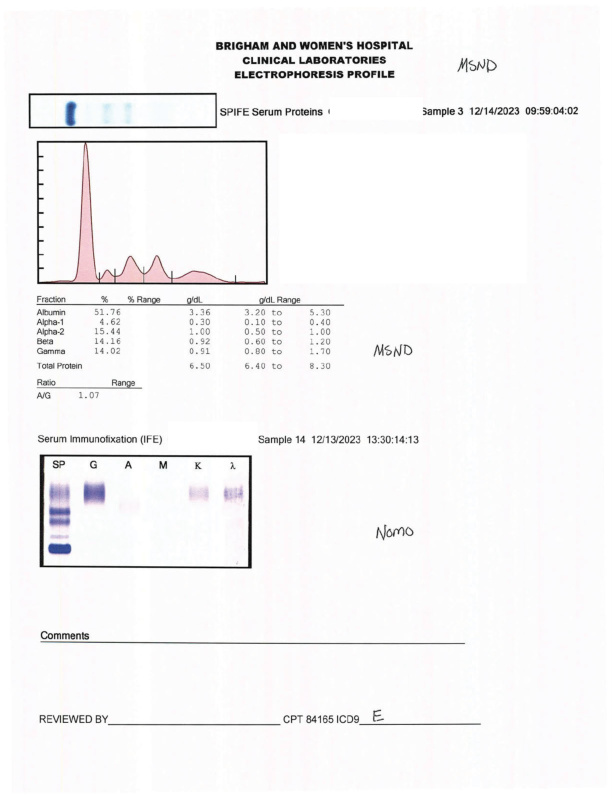 BRIGHAM AND WOMEN'S HOSPITAL
CLINICAL LABORATORIES
ELECTROPHORESIS PROFILE
MSND
SPIFE Serum Proteins Sample 3 12/14/2023 09:59:04:02
Fraction % % Range g/dL g/dL Range
Albumin 51.76 3.36 3.20 to 5.30
Alpha-1 4.62 0.30 0.10 to 0.40
Alpha-2 15.44 1.00 0.50 to 1.00
Beta 14.16 0.92 0.60 to 1.20
Gamma 14.02 0.91 0.80 to 1.70
MSND
Total Protein 6.50 6.40 to 8.30
Ratio Range
A/G 1.07
Serum Immunofixation (IFE) Sample 14 12/13/2023 13:30:14:13
SP G A M K λ
Nomo
Comments
REVIEWED BY CPT 84165 ICD9 E